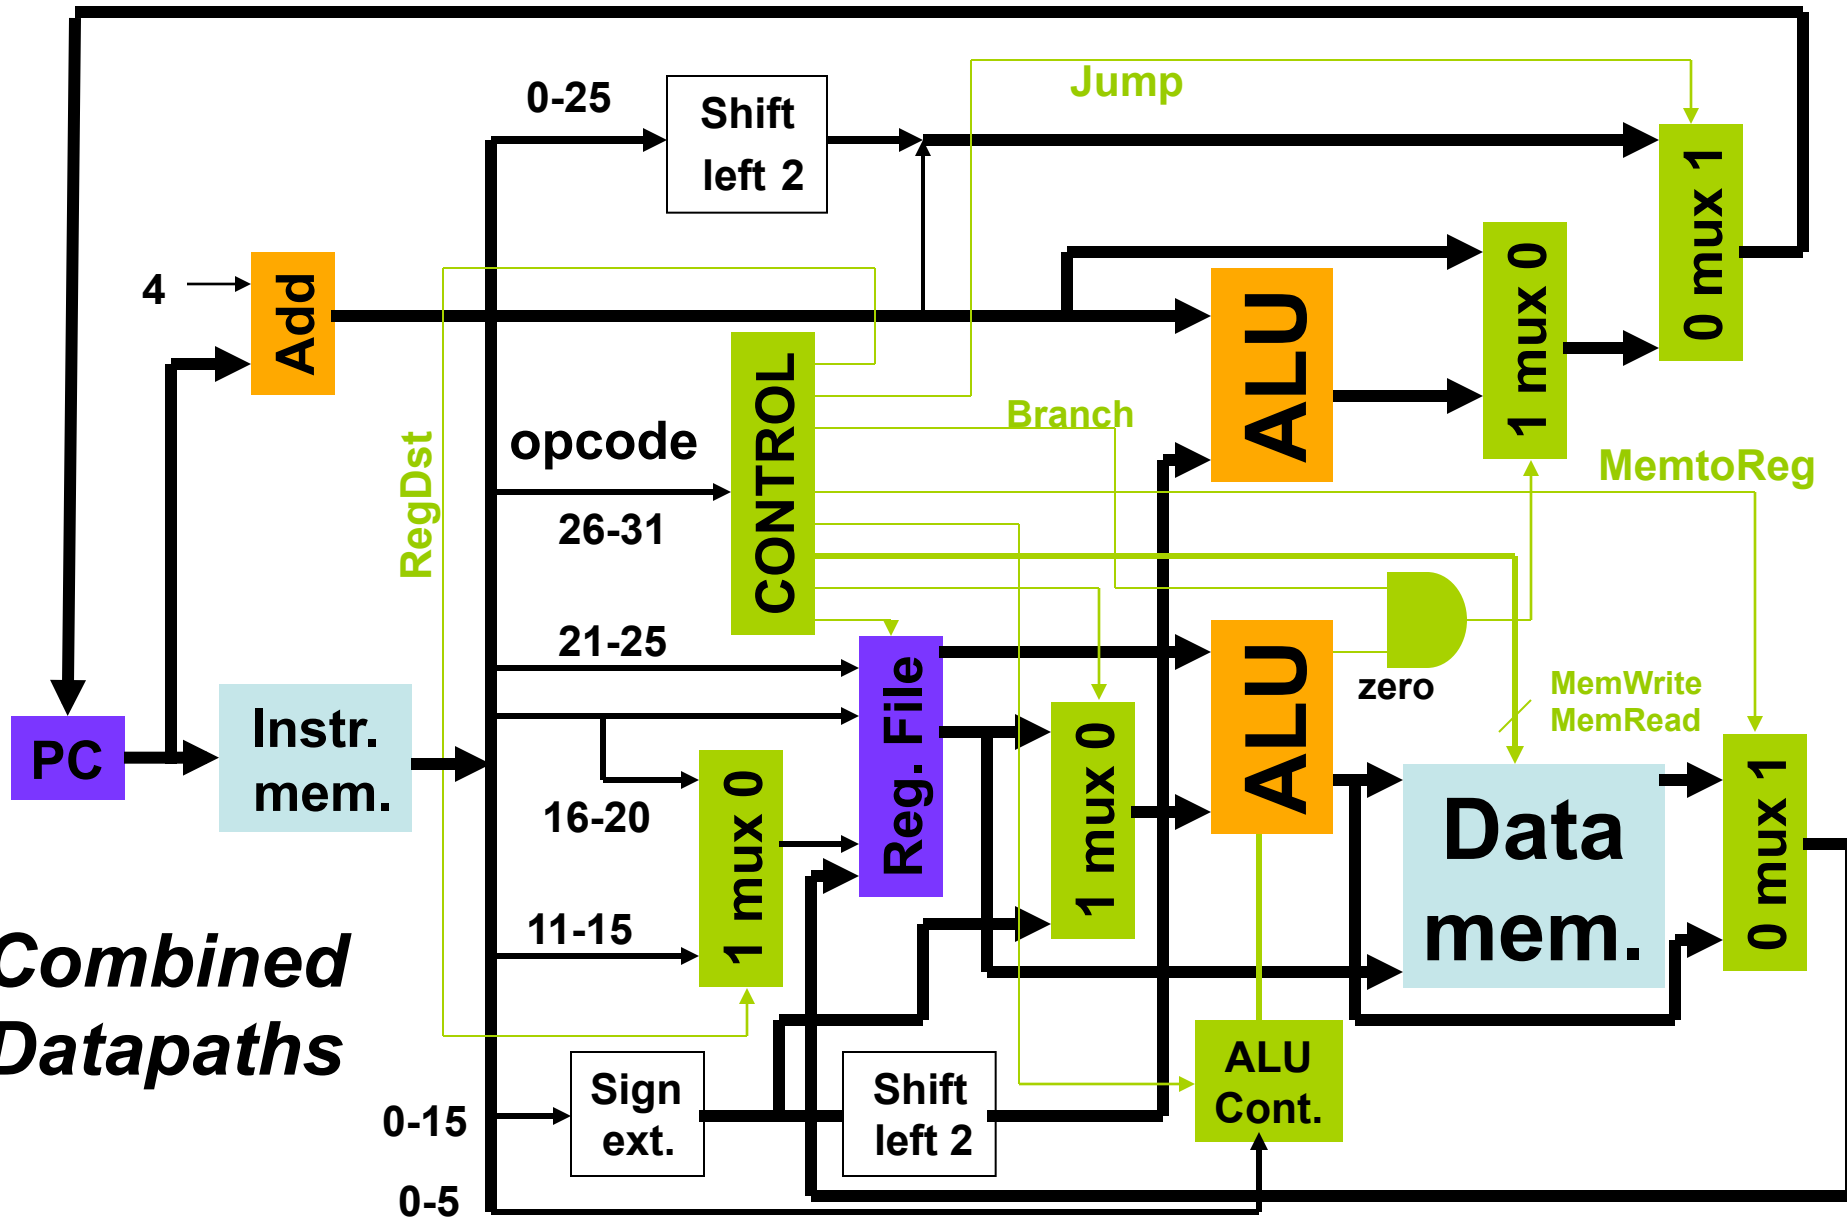 0-25
Shift
left 2
Jump
0 mux 1
4
Add
ALU
1 mux 0
RegDst
opcode
26-31
CONTROL
Branch
MemtoReg
21-25
Reg. File
ALU
zero
MemWrite
MemRead
PC
Instr.
mem.
16-20
1 mux 0
1 mux 0
Data
mem.
0 mux 1
11-15
Combined
Datapaths
Sign
ext.
Shift
left 2
ALU
Cont.
0-15
0-5